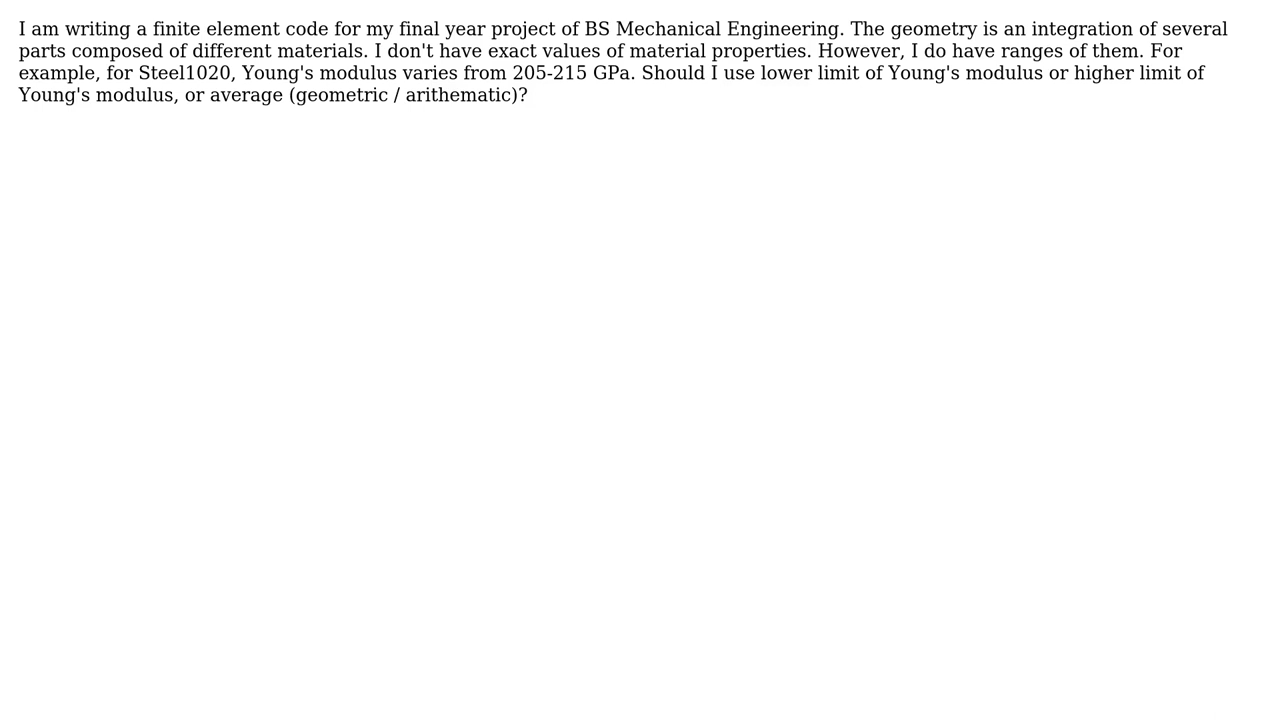 I am writing a finite element code for my final year project of BS Mechanical Engineering. The geometry is an integration of several
parts composed of different materials. I don't have exact values of material properties. However, I do have ranges of them. For
example, for Steel1020, Young's modulus varies from 205-215 GPa. Should I use lower limit of Young's modulus or higher limit of
Young's modulus, or average (geometric / arithematic)?